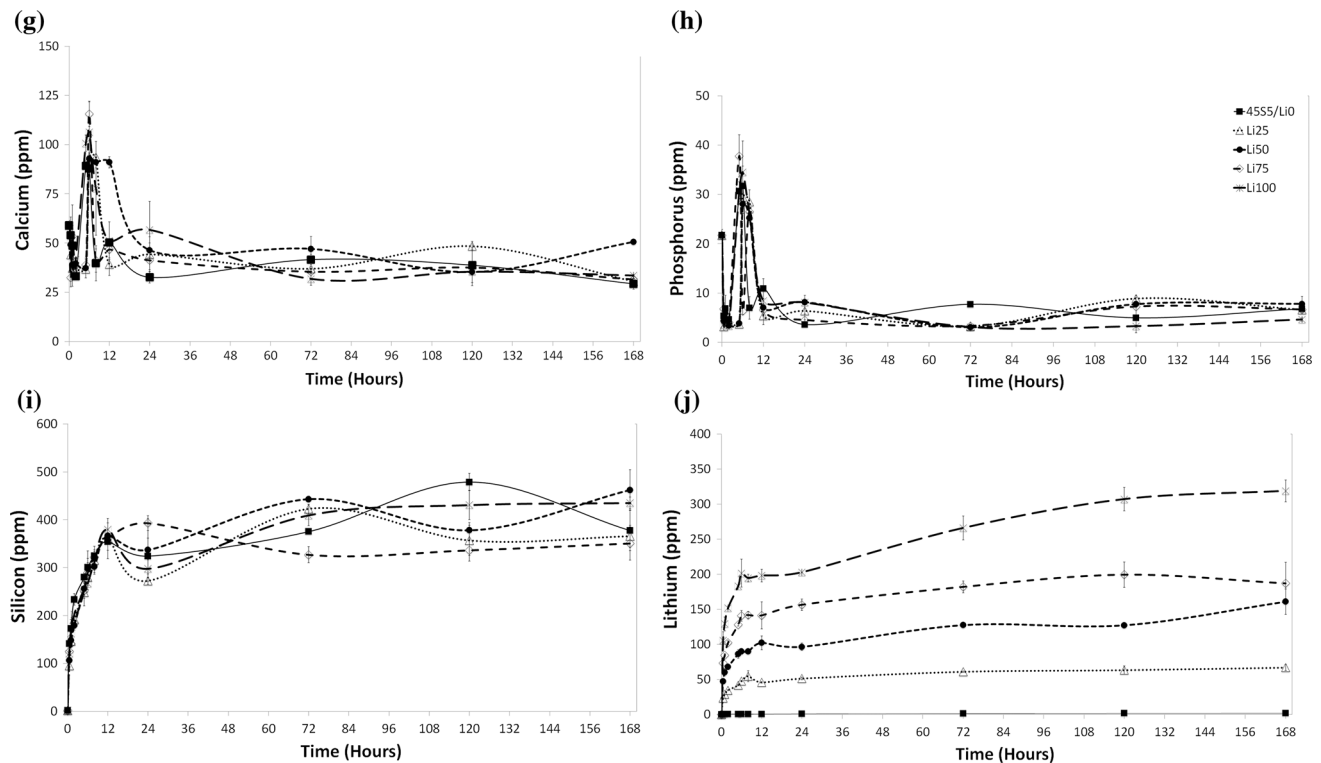 (g)
150
125
100
75
50
25
0
Calcium (ppm)
0 12 24 36 48 60 72 84 96 108 120 132 144 156 168
Time (Hours)
(h)
50
40
30
20
10
0
Phosphorus (ppm)
45S5/Li0
Li25
Li50
Li75
Li100
0 12 24 36 48 60 72 84 96 108 120 132 144 156 168
Time (Hours)
(i)
600
500
400
300
200
100
0
Silicon (ppm)
0 12 24 36 48 60 72 84 96 108 120 132 144 156 168
Time (Hours)
(j)
400
350
300
250
200
150
100
50
0
Lithium (ppm)
0 12 24 36 48 60 72 84 96 108 120 132 144 156 168
Time (Hours)